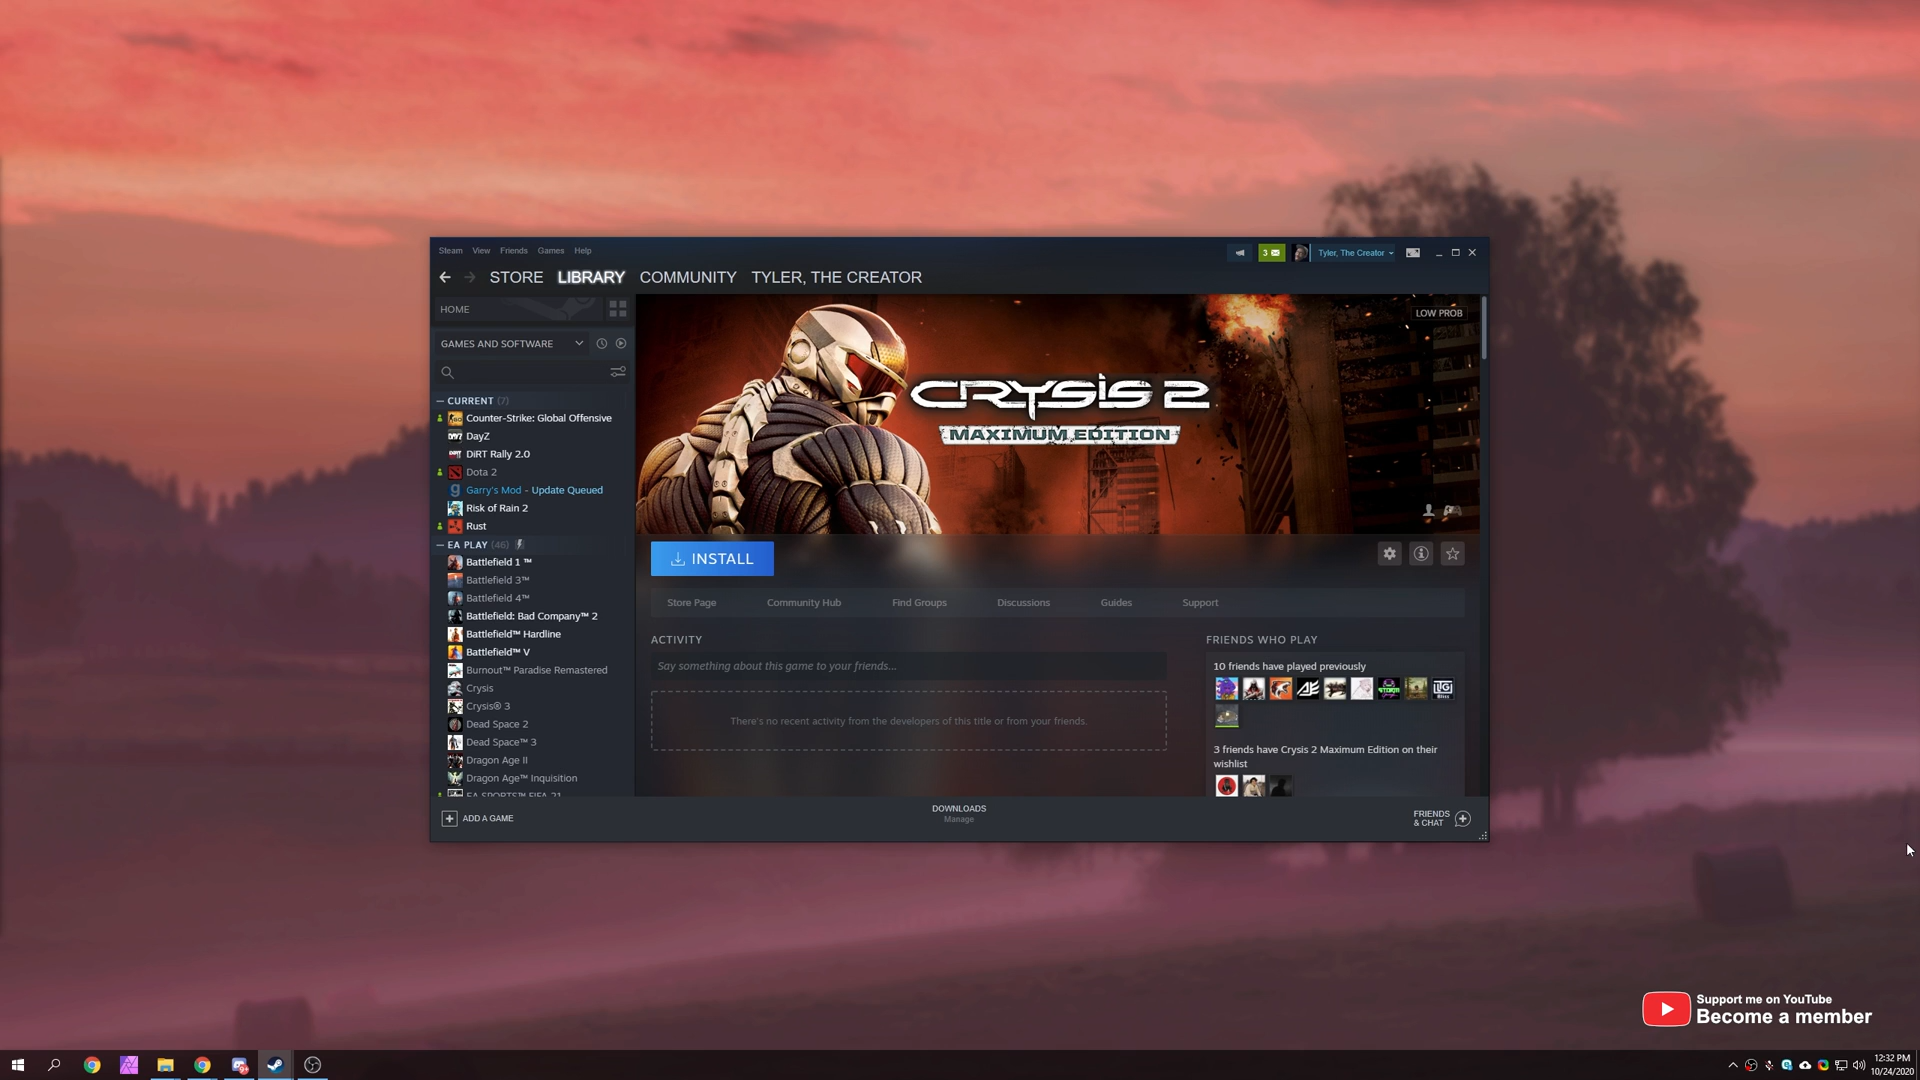 Steam View Friends Games Help
3
Tyler, The Creator
STORE LIBRARY COMMUNITY TYLER, THE CREATOR
HOME
GAMES AND SOFTWARE
CURRENT (7)
Counter-Strike: Global Offensive
DayZ
DiRT Rally 2.0
Dota 2
Garry's Mod - Update Queued
Risk of Rain 2
Rust
EA PLAY (46)
Battlefield 1 ™
Battlefield 3™
Battlefield 4™
Battlefield: Bad Company™ 2
Battlefield™ Hardline
Battlefield™ V
Burnout™ Paradise Remastered
Crysis
Crysis® 3
Dead Space 2
Dead Space™ 3
Dragon Age II
Dragon Age™ Inquisition
EA SPORTS™ FIFA 21
ADD A GAME
LOW PROB
CRYSIS 2
MAXIMUM EDITION
INSTALL
Store Page Community Hub Find Groups Discussions Guides Support
ACTIVITY
Say something about this game to your friends...
There's no recent activity from the developers of this title or from your friends.
FRIENDS WHO PLAY
10 friends have played previously
3 friends have Crysis 2 Maximum Edition on their
wishlist
DOWNLOADS
Manage
FRIENDS
& CHAT
Support me on YouTube
Become a member
12:32 PM
10/24/2020